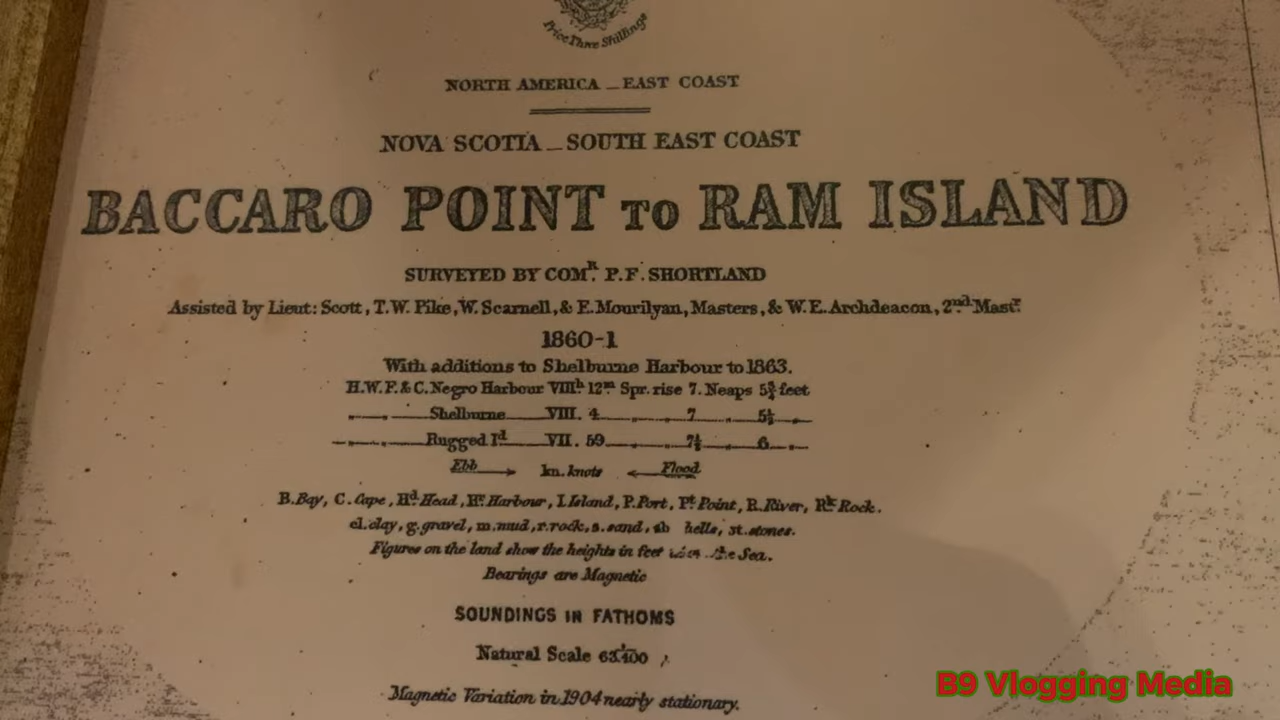 Price Three Shillings
NORTH AMERICA _ EAST COAST
NOVA SCOTIA _ SOUTH EAST COAST
BACCARO POINT TO RAM ISLAND
SURVEYED BY COMR. P.F. SHORTLAND
Assisted by Lieut: Scott, T.W. Pike, W. Scarnell, & E. Mourilyan, Masters, & W.E. Archdeacon, 2nd. Mastr.
1860-1
With additions to Shelburne Harbour to 1863.
H.W.F. & C. Negro Harbour VIIIh 12m Spr. rise 7. Neaps 5¾ feet
Shelburne VIII. 4 7 5½
Rugged Id VII. 59 7½ 6
Ebb kn. knots Flood
B. Bay, C. Cape, Hd. Head, Hr. Harbour, I. Island, P. Port, Pt. Point, R. River, Rk. Rock.
cl. clay, g. gravel, m. mud, r. rock, s. sand, sh hells, st. stones.
Figures on the land show the heights in feet the Sea.
Bearings are Magnetic
SOUNDINGS IN FATHOMS
Natural Scale
Magnetic Variation in 1904 nearly stationary.
B9 Vlogging Media